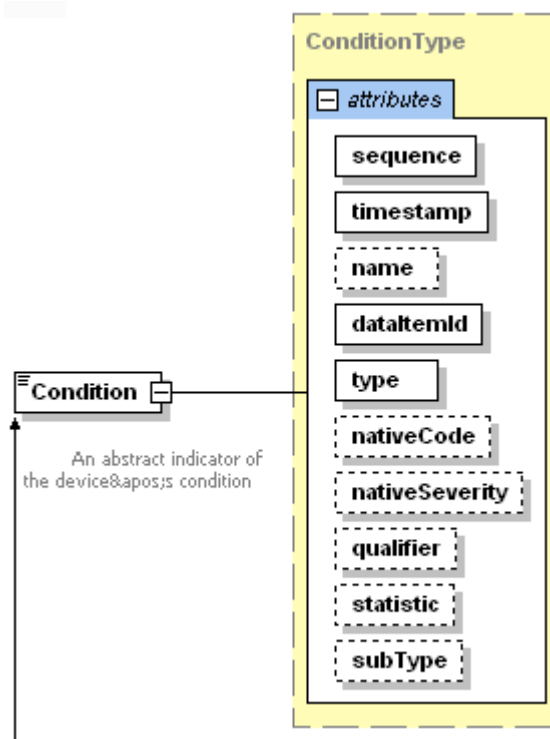 ConditionType
attributes
sequence
timestamp
name
dataItemId
type
Condition
nativeCode
An abstract indicator of
the device&apos;s condition
nativeSeverity
qualifier
statistic
subType